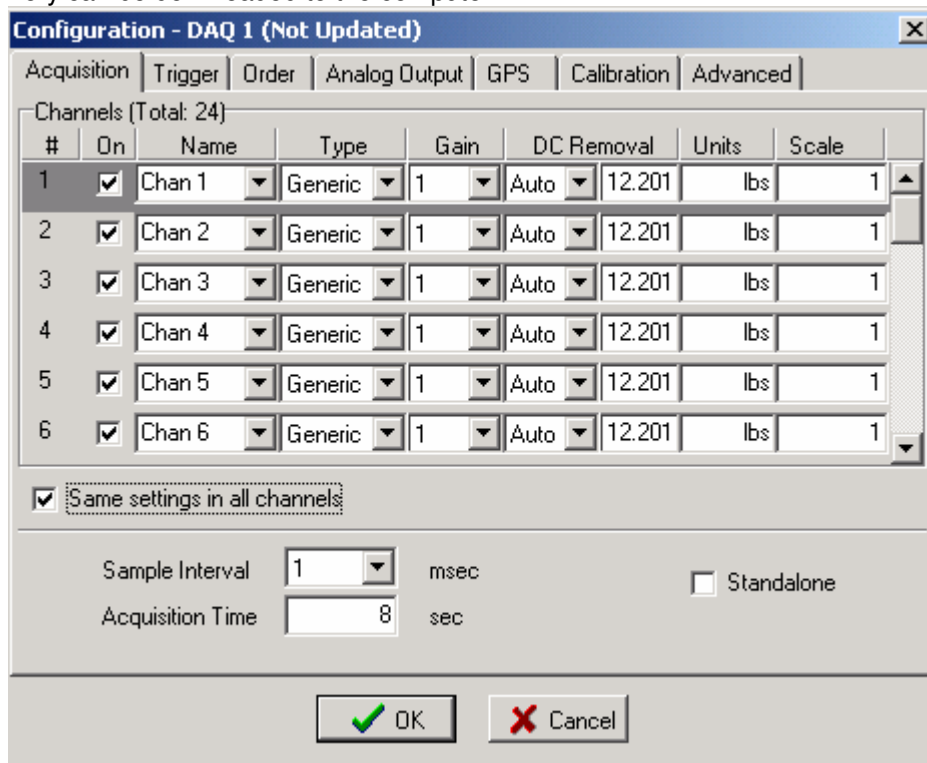 Configuration - DAQ 1 (Not Updated)
Acquisition Trigger Order Analog Output GPS Calibration Advanced
Channels (Total: 24)
# On Name Type Gain DC Removal Units Scale
1 Chan 1 Generic 1 Auto 12.201 lbs 1
2 Chan 2 Generic 1 Auto 12.201 lbs 1
3 Chan 3 Generic 1 Auto 12.201 lbs 1
4 Chan 4 Generic 1 Auto 12.201 lbs 1
5 Chan 5 Generic 1 Auto 12.201 lbs 1
6 Chan 6 Generic 1 Auto 12.201 lbs 1
Same settings in all channels
Sample Interval 1 msec
Standalone
Acquisition Time 8 sec
OK Cancel